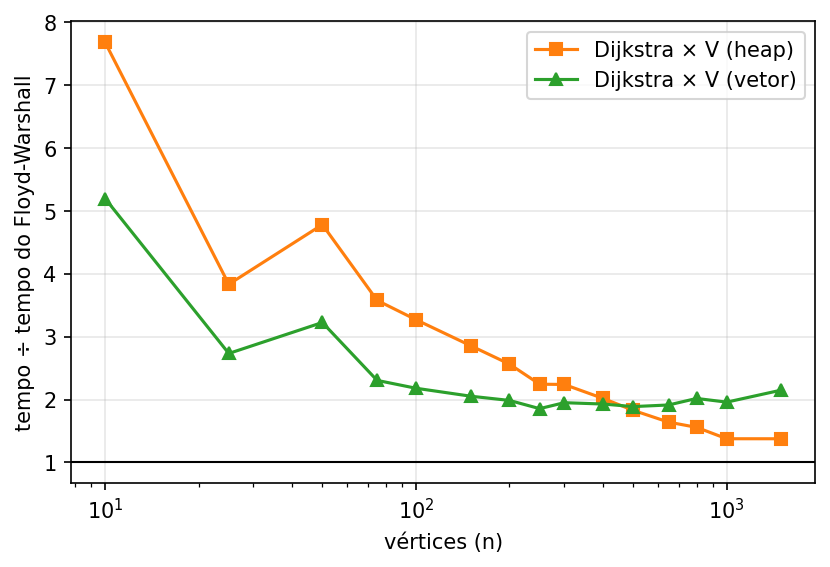 8
7
6
5
4
3
2
1
tempo ÷ tempo do Floyd-Warshall
Dijkstra × V (heap)
Dijkstra × V (vetor)
10¹
10²
10³
vértices (n)